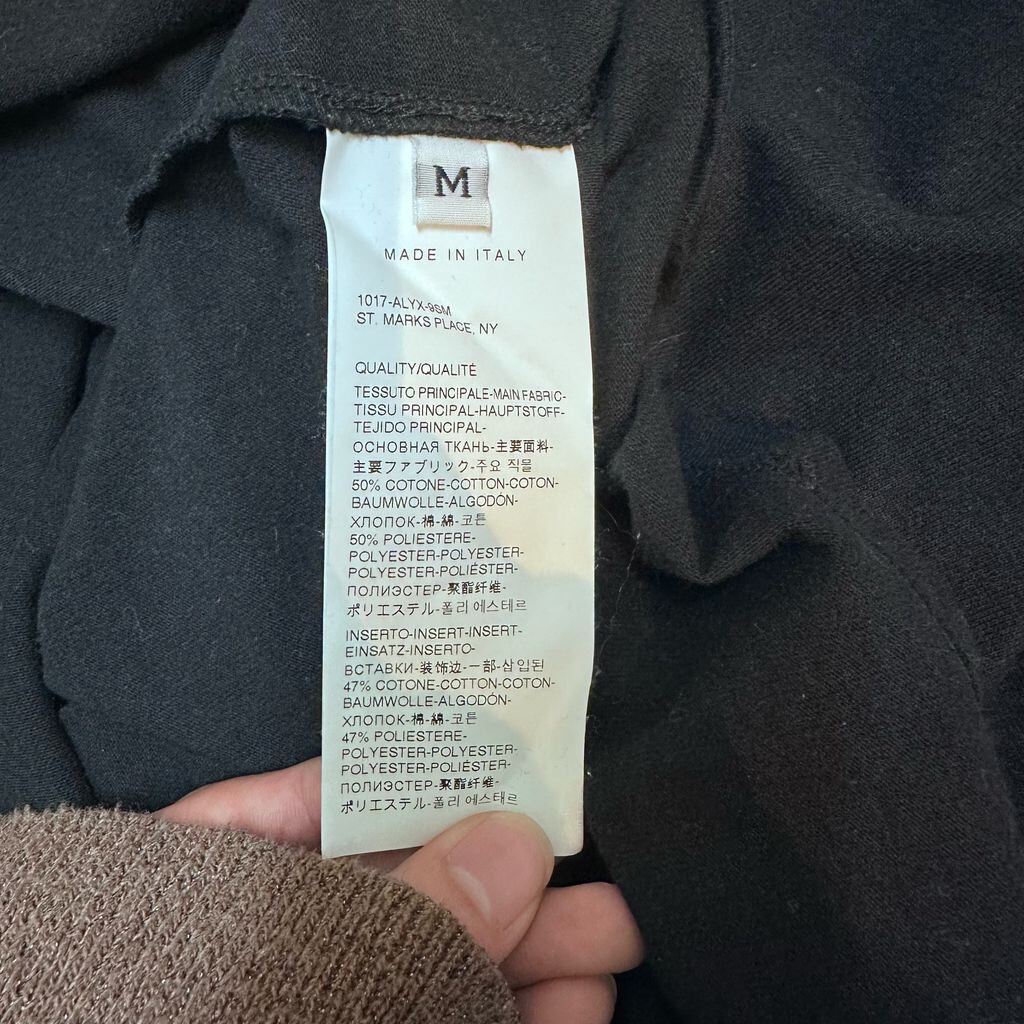 M
MADE IN ITALY
1017-ALYX-9SM
ST. MARKS PLACE, NY
QUALITY/QUALITÉ
TESSUTO PRINCIPALE-MAIN FABRIC-
TISSU PRINCIPAL-HAUPTSTOFF-
TEJIDO PRINCIPAL-
ОСНОВНАЯ ТКАНЬ-主要面料-
主要ファブリック-주요 직물
50% COTONE-COTTON-COTON-
BAUMWOLLE-ALGODÓN-
ХЛОПОК-棉-綿-코튼
50% POLIESTERE-
POLYESTER-POLYESTER-
POLYESTER-POLIÉSTER-
ПОЛИЭСТЕР-聚酯纤维-
ポリエステル-폴리 에스테르
INSERTO-INSERT-INSERT-
EINSATZ-INSERTO-
ВСТАВКИ-装饰边-一部-삽입된
47% COTONE-COTTON-COTON-
BAUMWOLLE-ALGODÓN-
ХЛОПОК-棉-綿-코튼
47% POLIESTERE-
POLYESTER-POLYESTER-
POLYESTER-POLIÉSTER-
ПОЛИЭСТЕР-聚酯纤维-
ポリエステル-폴리 에스테르